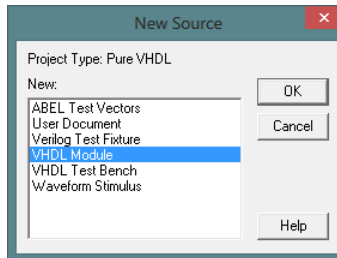 New Source
Project Type: Pure VHDL
New:
ABEL Test Vectors
User Document
Verilog Test Fixture
VHDL Module
VHDL Test Bench
Waveform Stimulus
OK
Cancel
Help